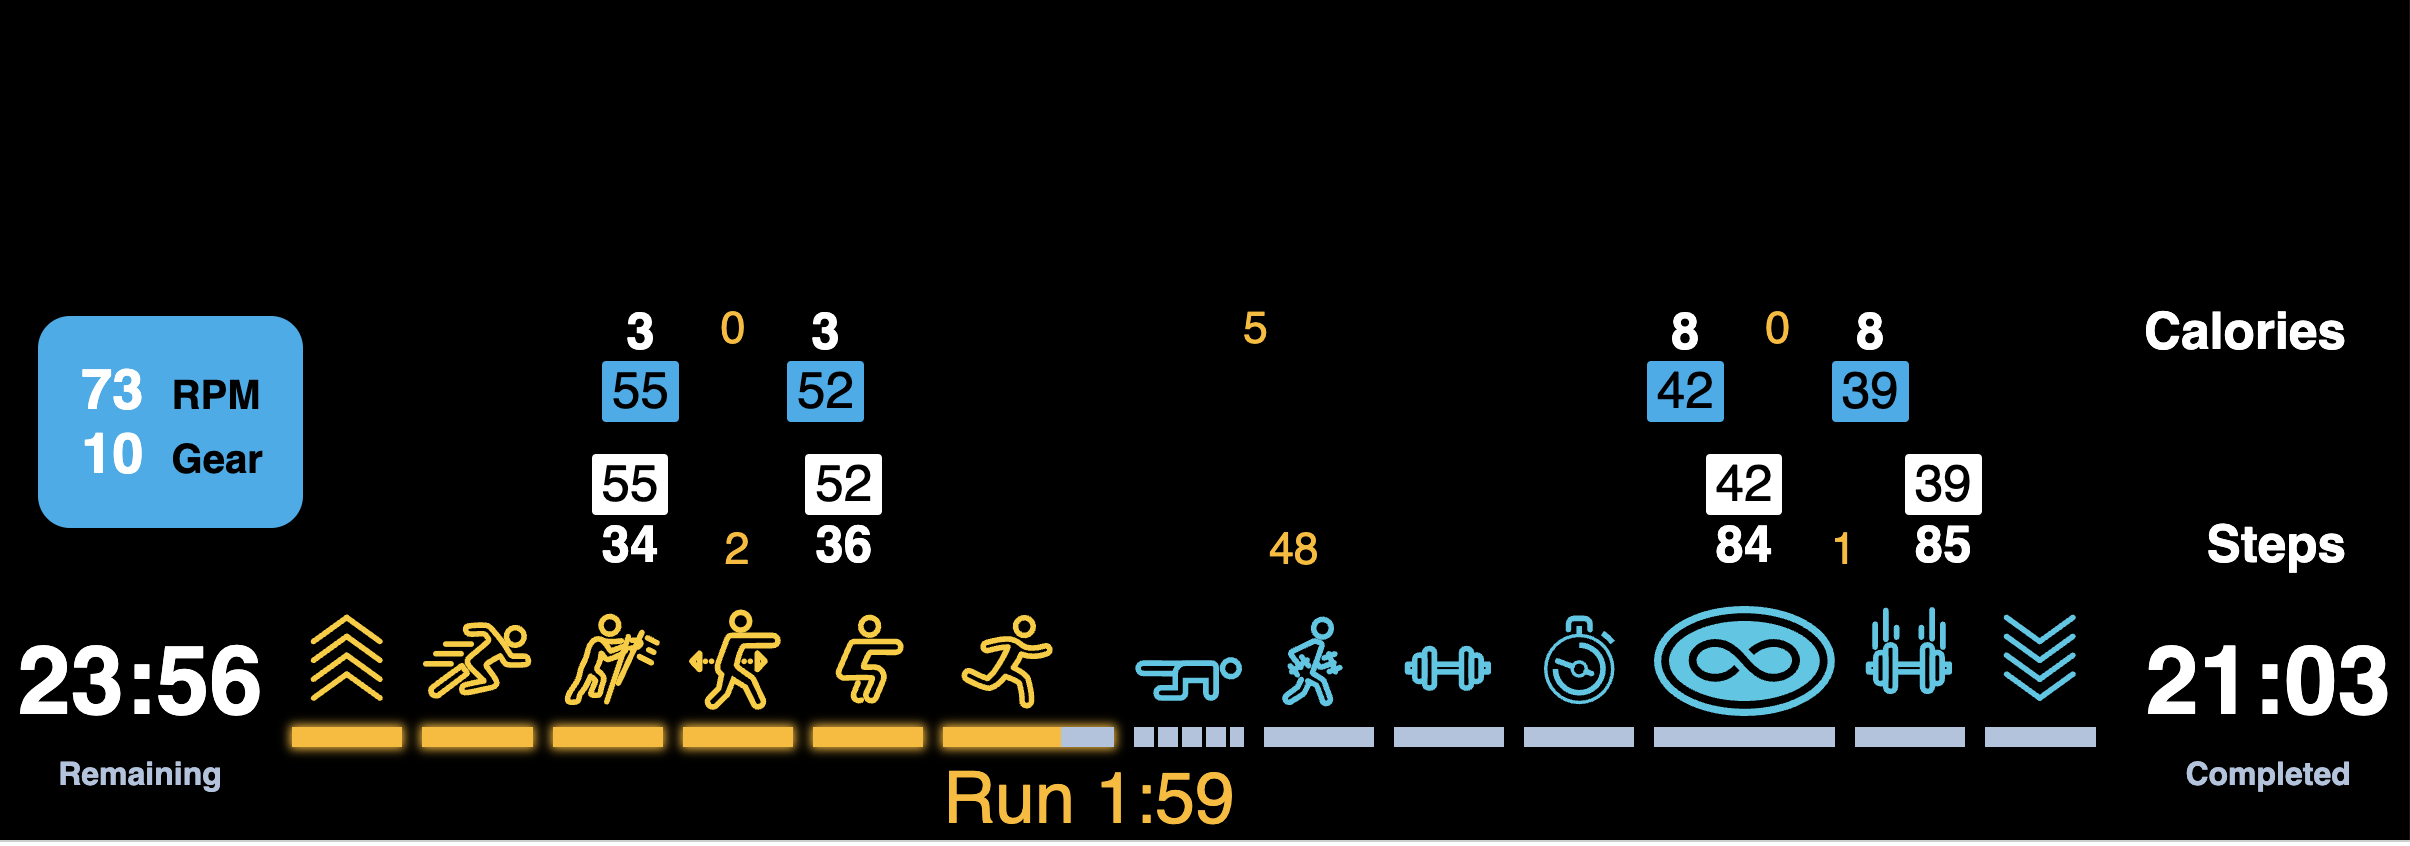 3 0 3 5 8 0 8 Calories
55 52 42 39
73 RPM
10 Gear
55 52 42 39
34 2 36 48 84 1 85 Steps
23:56 21:03
Remaining Completed
Run 1:59